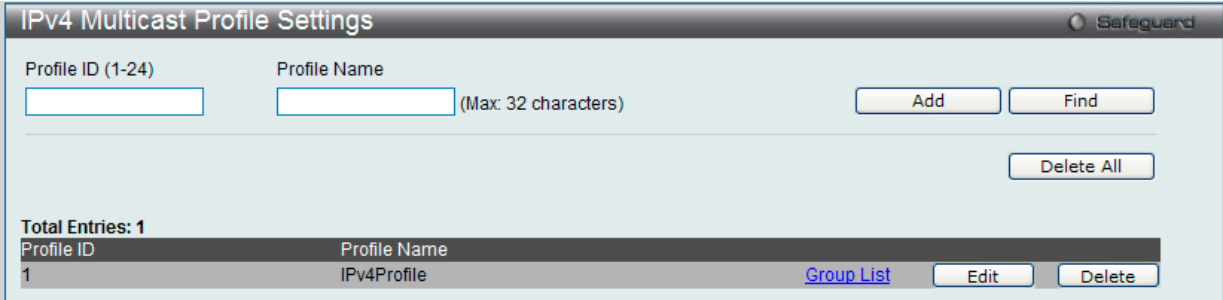 IPv4 Multicast Profile Settings
Safeguard
Profile ID (1-24) Profile Name
(Max: 32 characters) Add Find
Delete All
Total Entries: 1
Profile ID Profile Name
1 IPv4Profile Group List Edit Delete